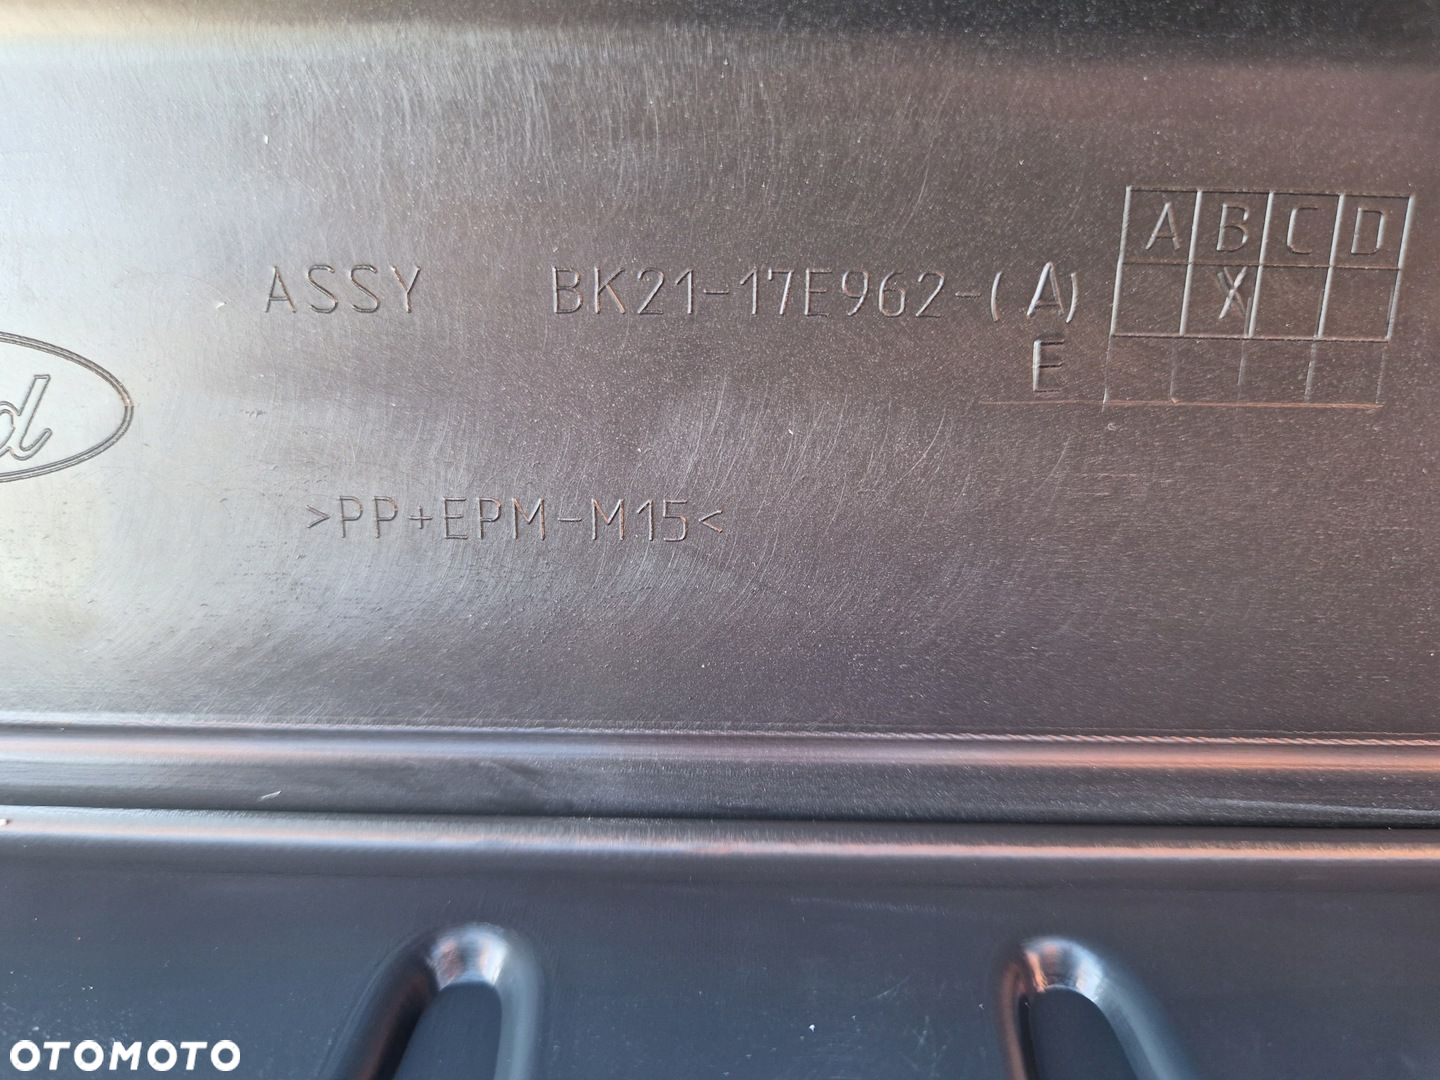 A B C D
ASSY BK21-17E962-(A)
X
E
d
>PP+EPM-M15<
OTOMOTO